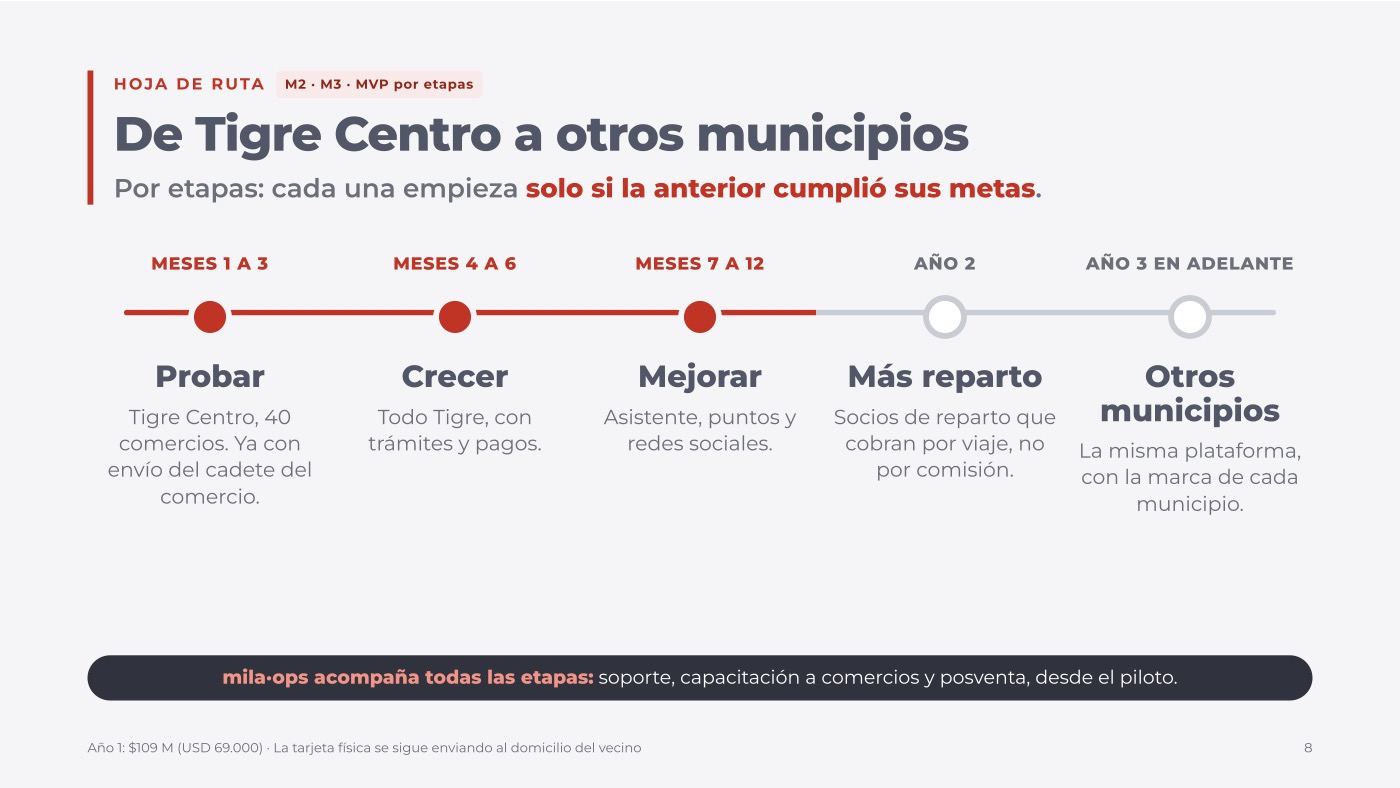 HOJA DE RUTA
M2 · M3 · MVP por etapas
De Tigre Centro a otros municipios
Por etapas: cada una empieza solo si la anterior cumplió sus metas.
MESES 1 A 3
Probar
Tigre Centro, 40
comercios. Ya con
envío del cadete del
comercio.
MESES 4 A 6
Crecer
Todo Tigre, con
trámites y pagos.
MESES 7 A 12
Mejorar
Asistente, puntos y
redes sociales.
AÑO 2
Más reparto
Socios de reparto que
cobran por viaje, no
por comisión.
AÑO 3 EN ADELANTE
Otros
municipios
La misma plataforma,
con la marca de cada
municipio.
mila·ops acompaña todas las etapas: soporte, capacitación a comercios y posventa, desde el piloto.
Año 1: $109 M (USD 69.000) · La tarjeta física se sigue enviando al domicilio del vecino
8